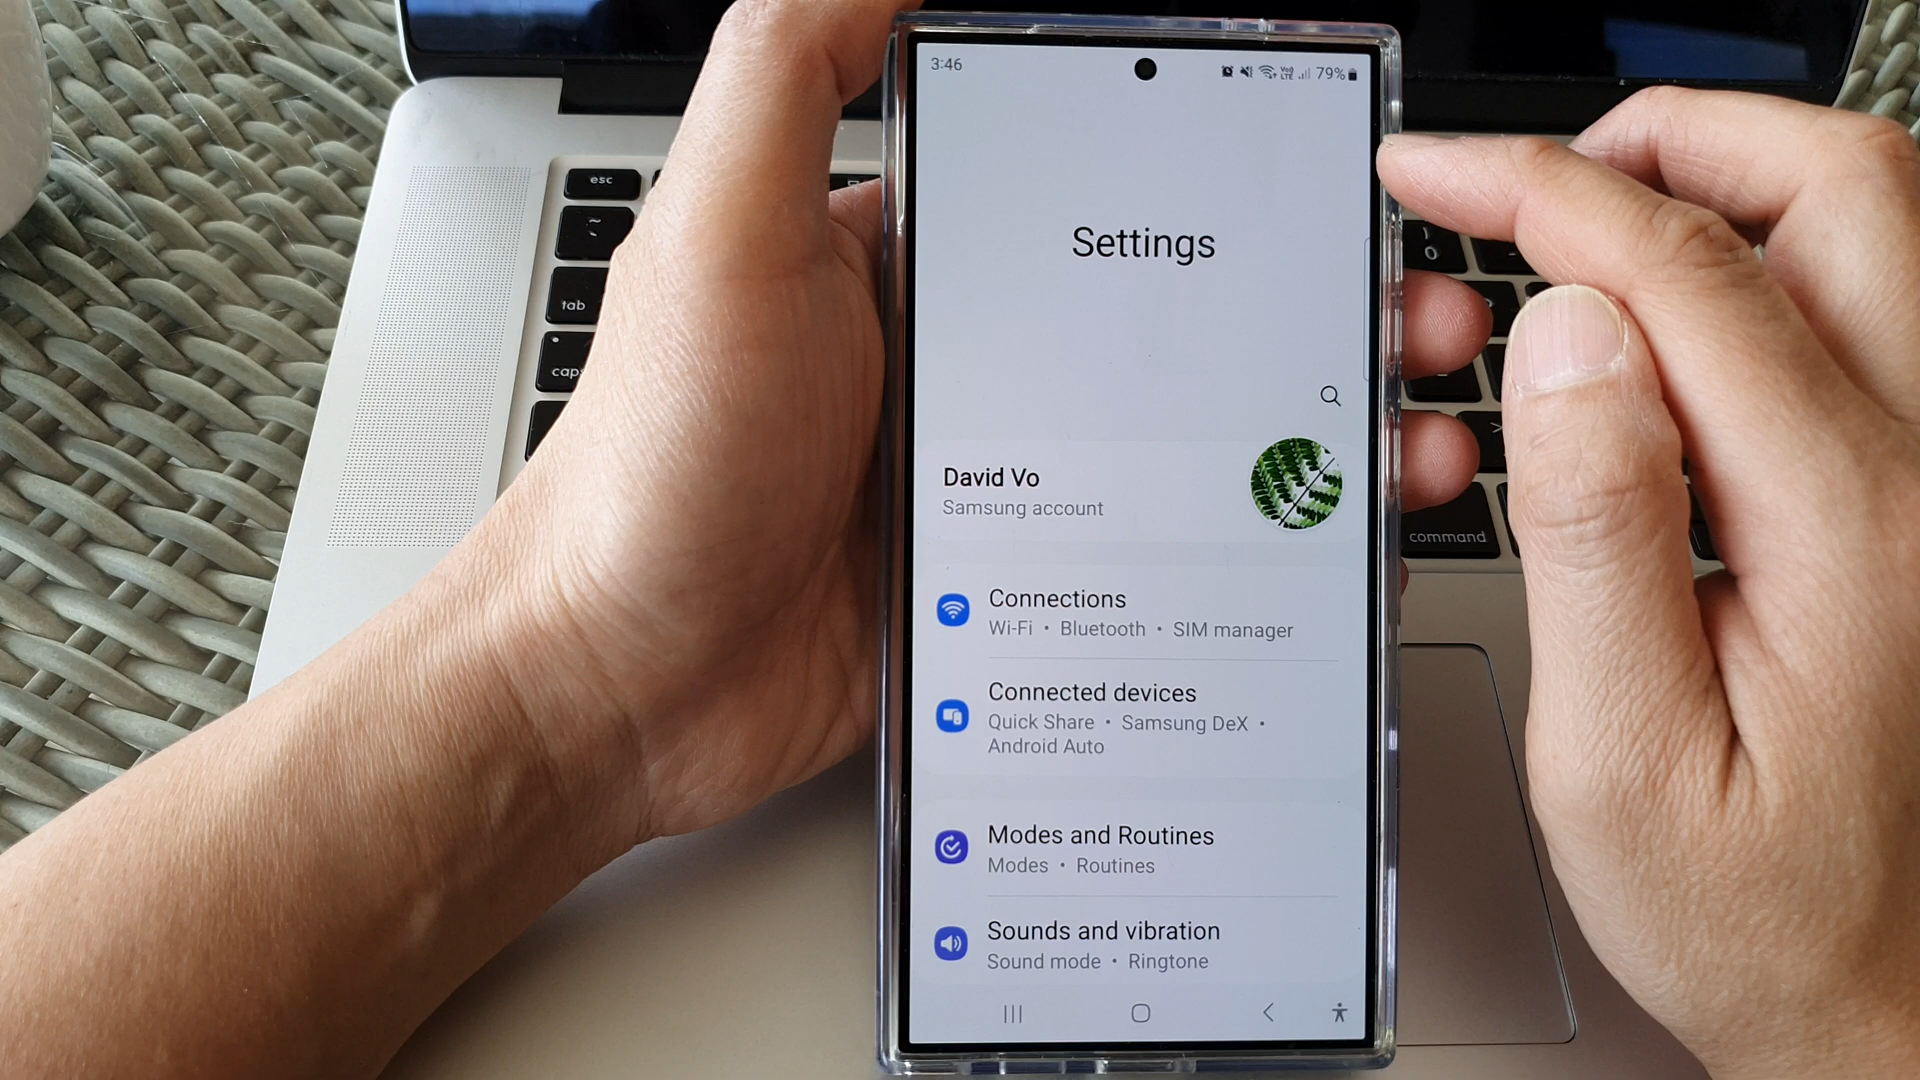 3:46
79%
Settings
David Vo
Samsung account
Connections
Wi-Fi • Bluetooth • SIM manager
Connected devices
Quick Share • Samsung DeX •
Android Auto
Modes and Routines
Modes • Routines
Sounds and vibration
Sound mode • Ringtone
esc
~
tab
caps
command